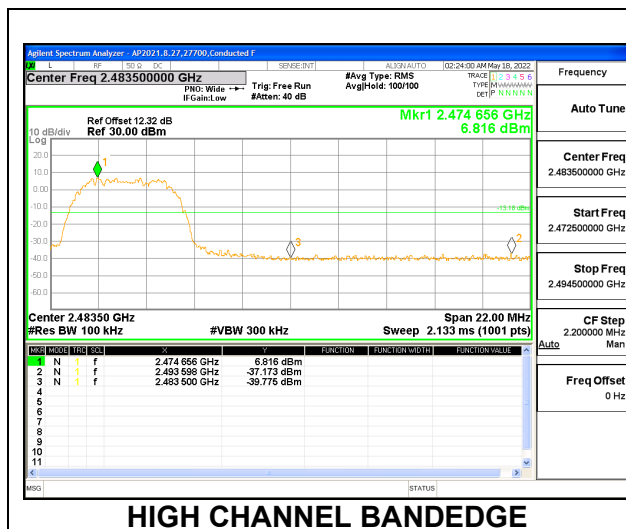 Agilent Spectrum Analyzer - AP2021.8.27,27700,Conducted F
LXI L RF 50 Ω DC SENSE:INT ALIGN AUTO 02:24:00 AM May 18, 2022
Center Freq 2.483500000 GHz #Avg Type: RMS TRACE 1 2 3 4 5 6 Frequency
PNO: Wide Trig: Free Run Avg|Hold: 100/100 TYPE M
IFGain:Low #Atten: 40 dB DET P N N N N N
Auto Tune
Mkr1 2.474 656 GHz
6.816 dBm
Ref Offset 12.32 dB
10 dB/div Ref 30.00 dBm
Log
20.0
10.0
0.00
-10.0
-20.0
-30.0
-40.0
-50.0
-60.0
1
2
3
Center Freq
2.483500000 GHz
Start Freq
2.472500000 GHz
Stop Freq
2.494500000 GHz
Center 2.48350 GHz Span 22.00 MHz
#Res BW 100 kHz #VBW 300 kHz Sweep 2.133 ms (1001 pts)
CF Step
2.200000 MHz
Auto Man
Freq Offset
0 Hz
MKR MODE TRC SCL X Y FUNCTION FUNCTION WIDTH FUNCTION VALUE
1 N 1 f 2.474 656 GHz 6.816 dBm
2 N 1 f 2.493 598 GHz -37.173 dBm
3 N 1 f 2.483 500 GHz -39.775 dBm
4
5
6
7
8
9
10
11
MSG STATUS
HIGH CHANNEL BANDEDGE